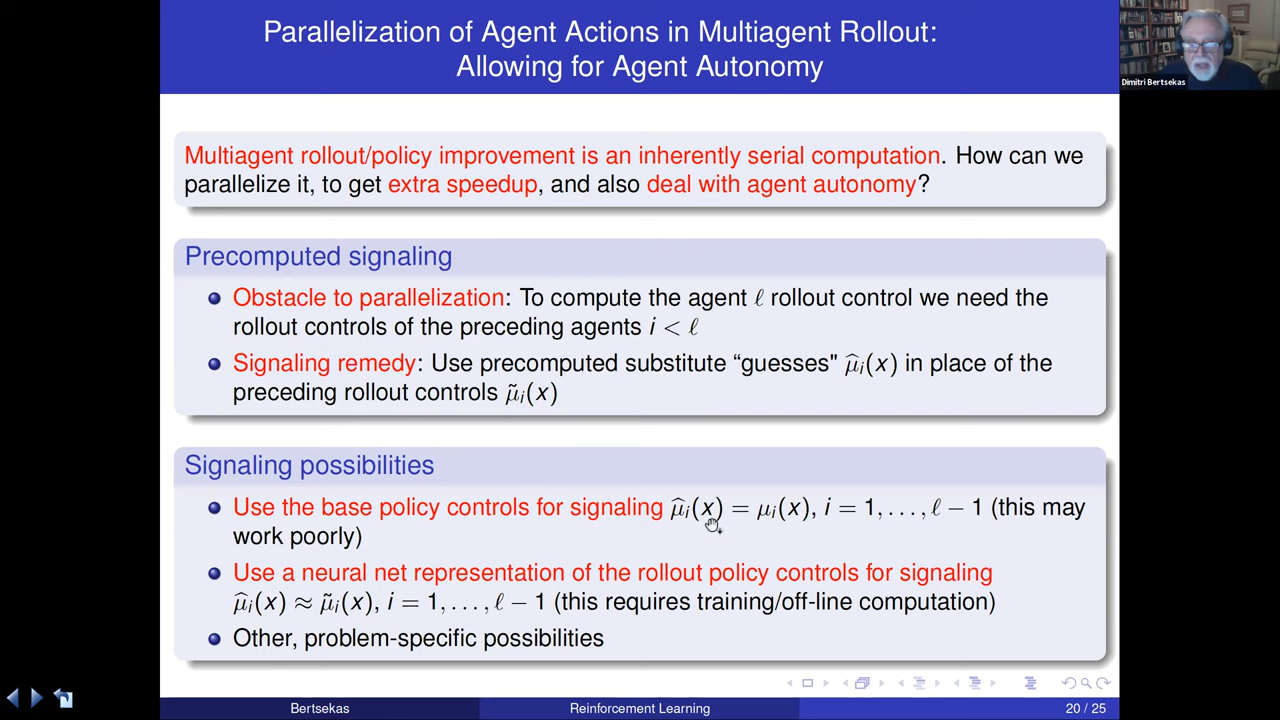 Parallelization of Agent Actions in Multiagent Rollout:
Allowing for Agent Autonomy
Dimitri Bertsekas
Multiagent rollout/policy improvement is an inherently serial computation. How can we
parallelize it, to get extra speedup, and also deal with agent autonomy?
Precomputed signaling
Obstacle to parallelization: To compute the agent ℓ rollout control we need the
rollout controls of the preceding agents i < ℓ
Signaling remedy: Use precomputed substitute “guesses" μ̂ᵢ(x) in place of the
preceding rollout controls μ̃ᵢ(x)
Signaling possibilities
Use the base policy controls for signaling μ̂ᵢ(x) = μᵢ(x), i = 1, . . . , ℓ − 1 (this may
work poorly)
Use a neural net representation of the rollout policy controls for signaling
μ̂ᵢ(x) ≈ μ̃ᵢ(x), i = 1, . . . , ℓ − 1 (this requires training/off-line computation)
Other, problem-specific possibilities
Bertsekas
Reinforcement Learning
20 / 25